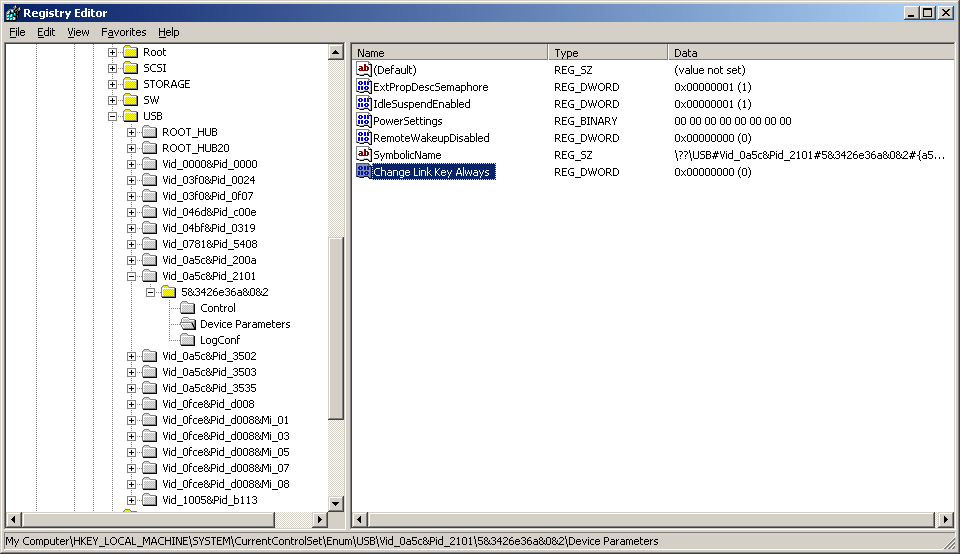 Registry Editor
File Edit View Favorites Help
Root
SCSI
STORAGE
SW
USB
ROOT_HUB
ROOT_HUB20
Vid_0000&Pid_0000
Vid_03f0&Pid_0024
Vid_03f0&Pid_0f07
Vid_046d&Pid_c00e
Vid_04bf&Pid_0319
Vid_0781&Pid_5408
Vid_0a5c&Pid_200a
Vid_0a5c&Pid_2101
5&3426e36a&0&2
Control
Device Parameters
LogConf
Vid_0a5c&Pid_3502
Vid_0a5c&Pid_3503
Vid_0a5c&Pid_3535
Vid_0fce&Pid_d008
Vid_0fce&Pid_d008&Mi_01
Vid_0fce&Pid_d008&Mi_03
Vid_0fce&Pid_d008&Mi_05
Vid_0fce&Pid_d008&Mi_07
Vid_0fce&Pid_d008&Mi_08
Vid_1005&Pid_b113
Name Type Data
(Default) REG_SZ (value not set)
ExtPropDescSemaphore REG_DWORD 0x00000001 (1)
IdleSuspendEnabled REG_DWORD 0x00000001 (1)
PowerSettings REG_BINARY 00 00 00 00 00 00 00 00
RemoteWakeupDisabled REG_DWORD 0x00000000 (0)
SymbolicName REG_SZ \??\USB#Vid_0a5c&Pid_2101#5&3426e36a&0&2#{a5...
Change Link Key Always REG_DWORD 0x00000000 (0)
My Computer\HKEY_LOCAL_MACHINE\SYSTEM\CurrentControlSet\Enum\USB\Vid_0a5c&Pid_2101\5&3426e36a&0&2\Device Parameters